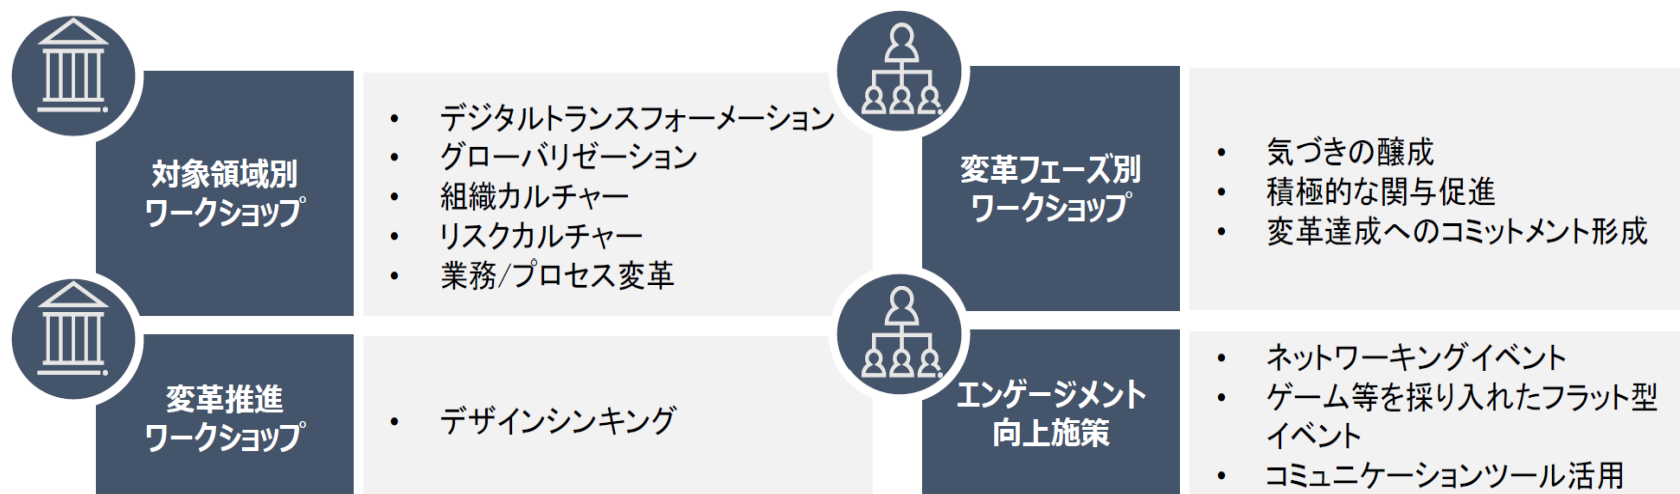 対象領域別
ワークショップ
• デジタルトランスフォーメーション
• グローバリゼーション
• 組織カルチャー
• リスクカルチャー
• 業務/プロセス変革
変革フェーズ別
ワークショップ
• 気づきの醸成
• 積極的な関与促進
• 変革達成へのコミットメント形成
変革推進
ワークショップ
• デザインシンキング
エンゲージメント
向上施策
• ネットワーキングイベント
• ゲーム等を採り入れたフラット型
イベント
• コミュニケーションツール活用